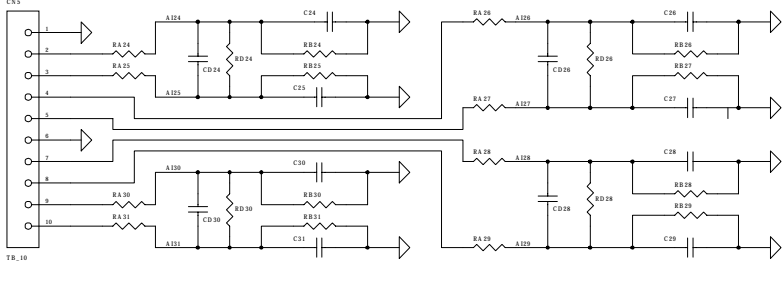 CN5
1
2
3
4
5
6
7
8
9
10
TB_10
RA24
RA25
AI24
AI25
CD24
RD24
C24
RB24
RB25
C25
RA26
AI26
RA27
AI27
CD26
RD26
C26
RB26
RB27
C27
RA30
RA31
AI30
AI31
CD30
RD30
C30
RB30
RB31
C31
RA28
AI28
RA29
AI29
CD28
RD28
C28
RB28
RB29
C29